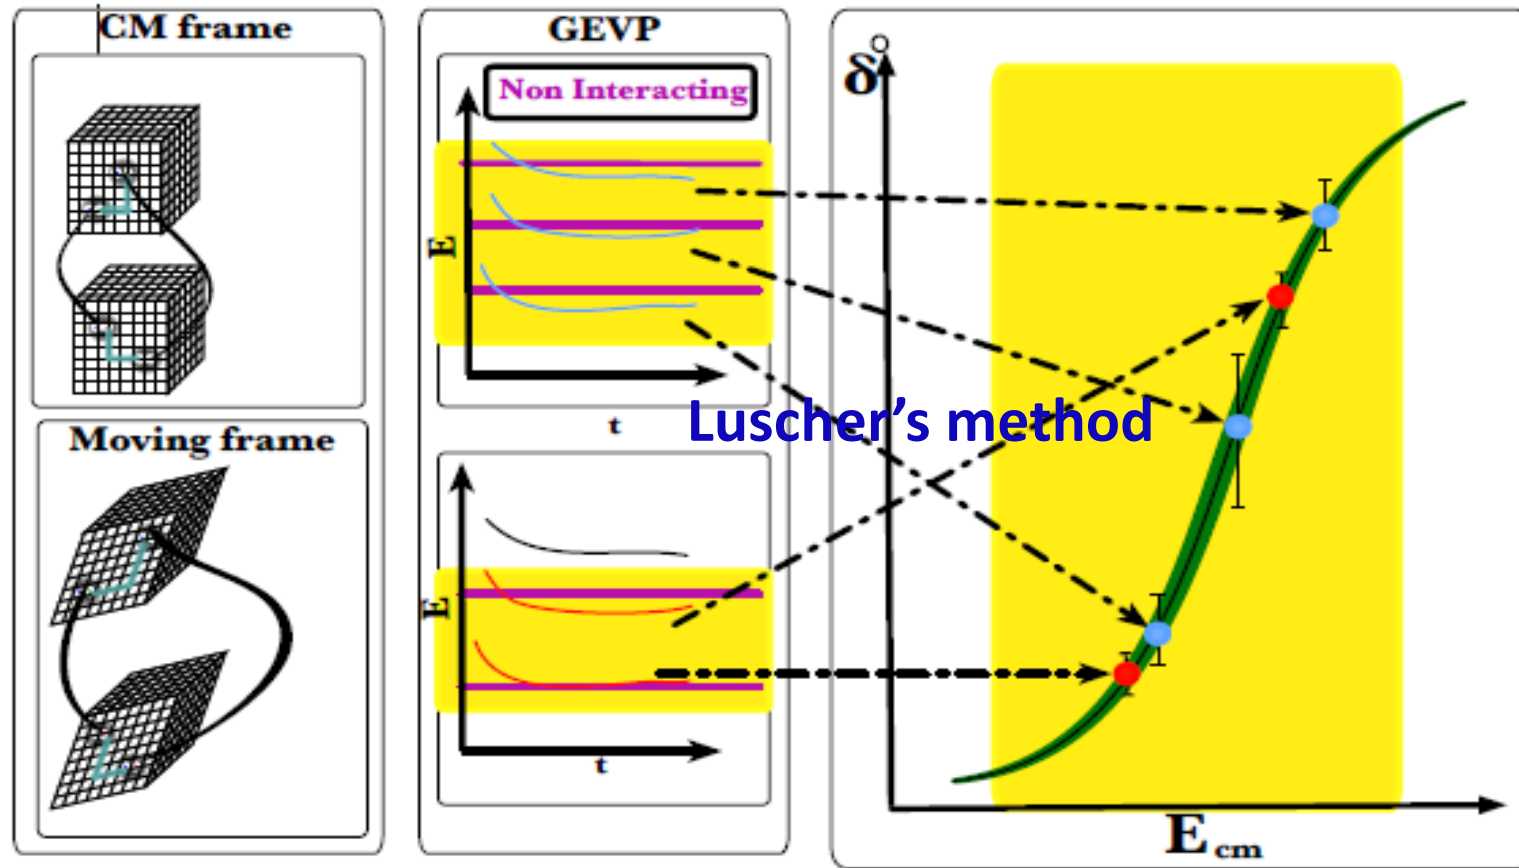 CM frame
Moving frame
GEVP
Non Interacting
E
t
E
t
Luscher’s method
δ°
E cm